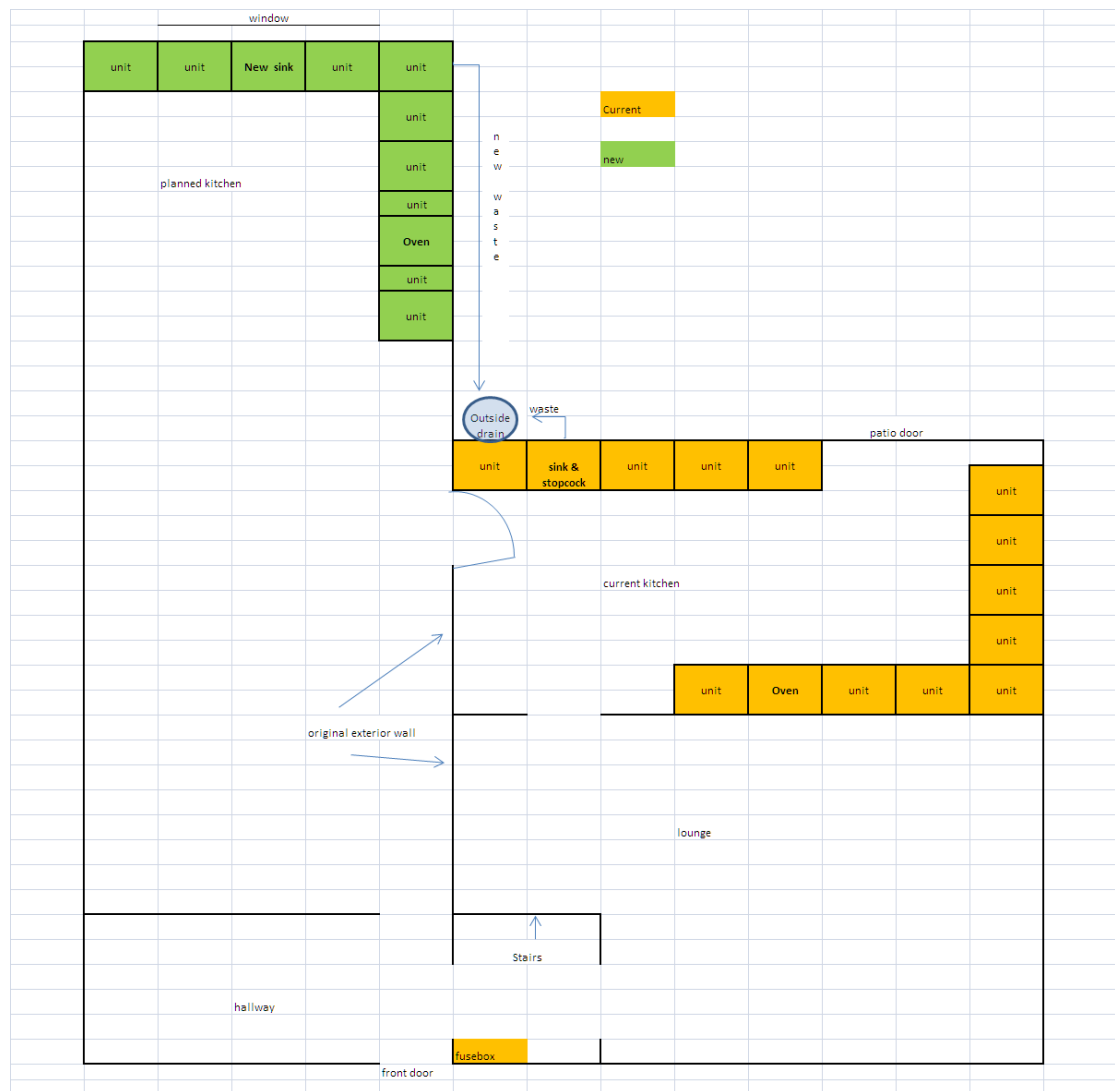 window
unit
unit
New sink
unit
unit
unit
Current
new waste
unit
new
planned kitchen
unit
Oven
unit
unit
Outside
drain
waste
patio door
unit
sink &
stopcock
unit
unit
unit
unit
unit
current kitchen
unit
unit
unit
Oven
unit
unit
unit
original exterior wall
lounge
Stairs
hallway
fusebox
front door